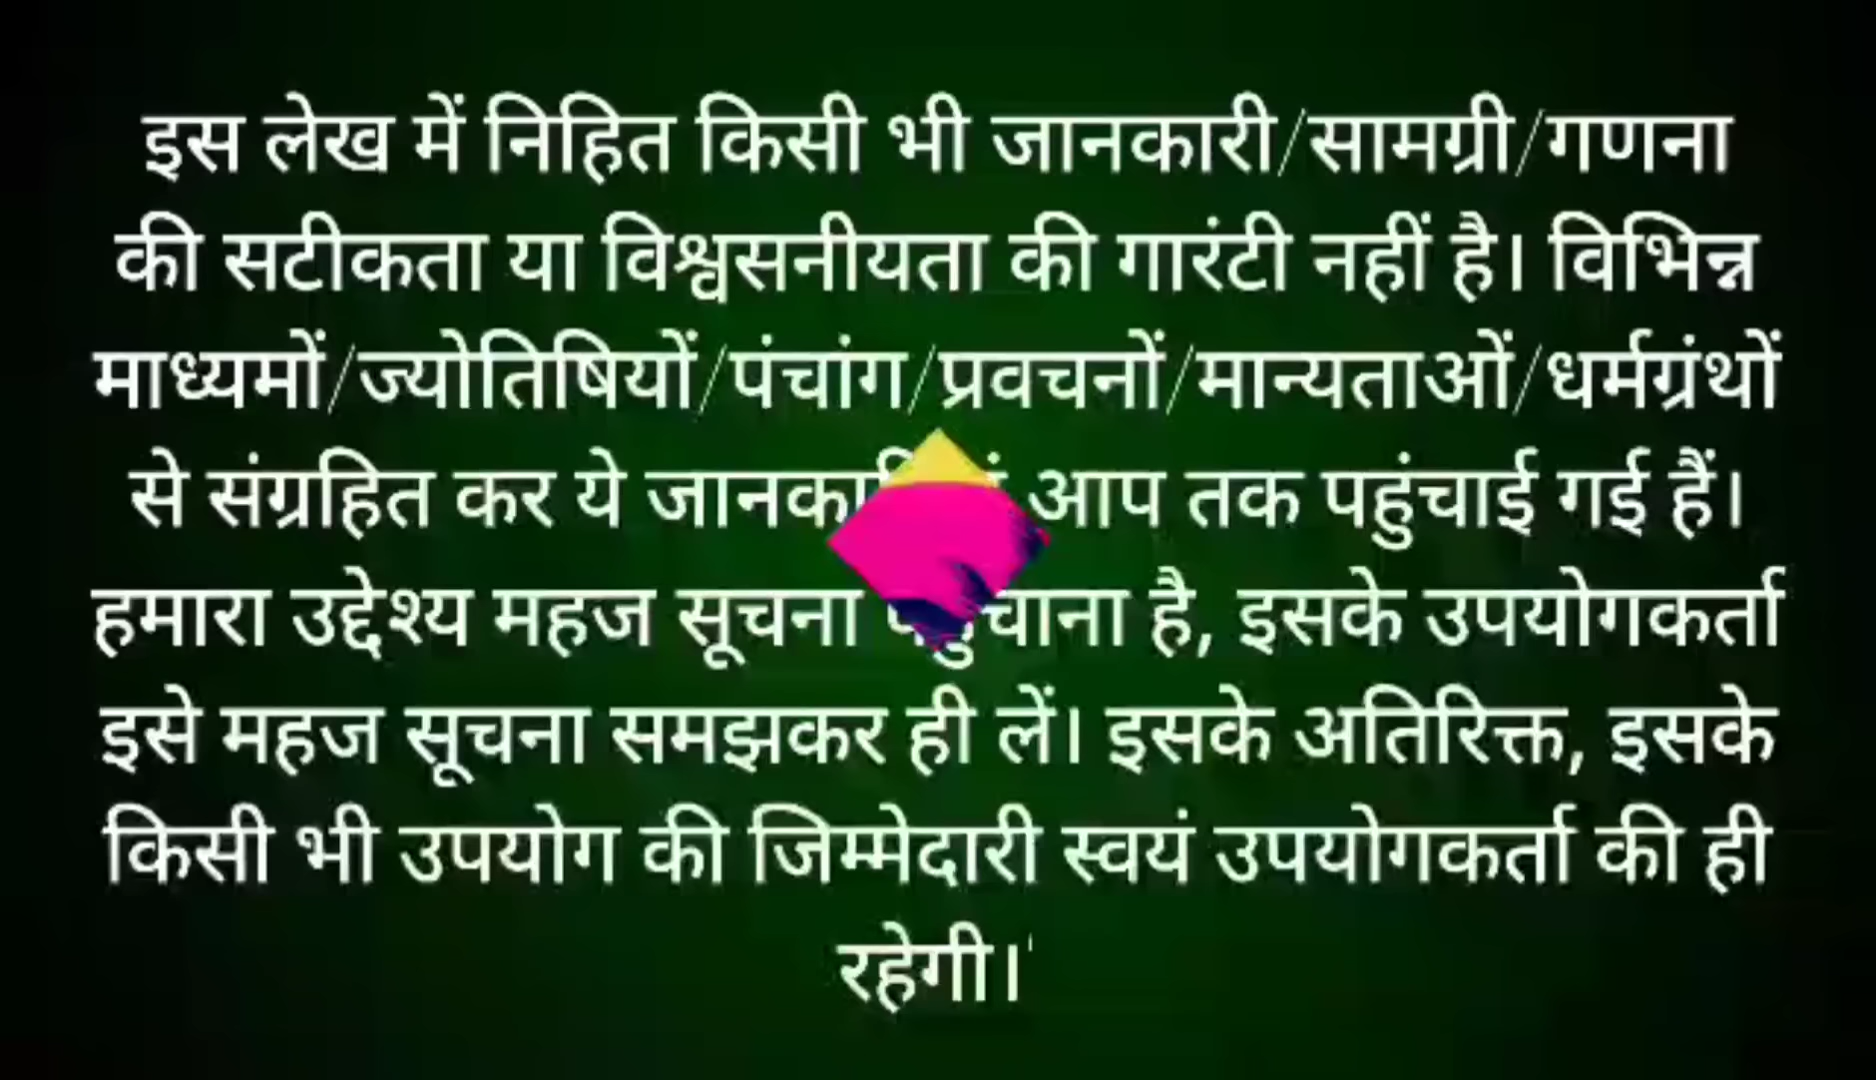 इस लेख में निहित किसी भी जानकारी/सामग्री/गणना
की सटीकता या विश्वसनीयता की गारंटी नहीं है। विभिन्न
माध्यमों/ज्योतिषियों/पंचांग/प्रवचनों/मान्यताओं/धर्मग्रंथों
से संग्रहित कर ये आप तक पहुंचाई गई हैं।
हमारा उद्देश्य महज सूचना है, इसके उपयोगकर्ता
इसे महज सूचना समझकर ही लें। इसके अतिरिक्त, इसके
किसी भी उपयोग की जिम्मेदारी स्वयं उपयोगकर्ता की ही
रहेगी।'